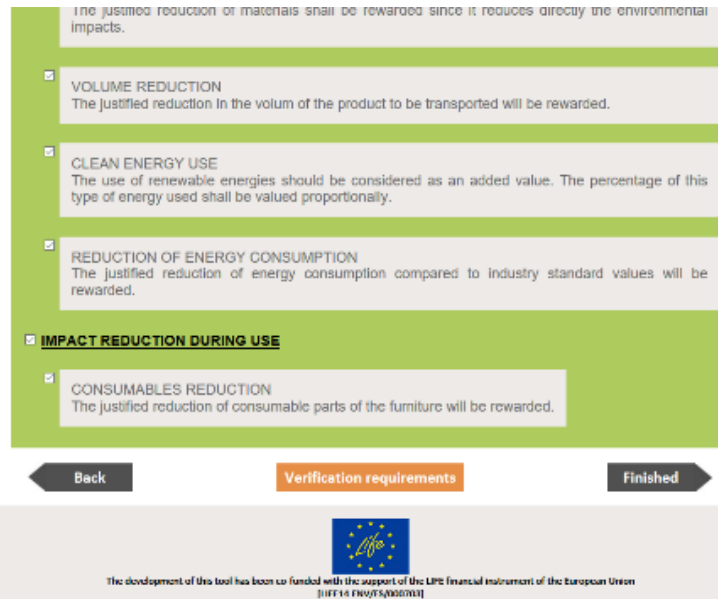 The justified reduction of materials shall be rewarded since it reduces directly the environmental
impacts.
VOLUME REDUCTION
The justified reduction in the volum of the product to be transported will be rewarded.
CLEAN ENERGY USE
The use of renewable energies should be considered as an added value. The percentage of this
type of energy used shall be valued proportionally.
REDUCTION OF ENERGY CONSUMPTION
The justified reduction of energy consumption compared to industry standard values will be
rewarded.
IMPACT REDUCTION DURING USE
CONSUMABLES REDUCTION
The justified reduction of consumable parts of the furniture will be rewarded.
Back
Verification requirements
Finished
Life
The development of this tool has been co funded with the support of the LIFE financial instrument of the European Union
[LIFE14 ENV/ES/000703]